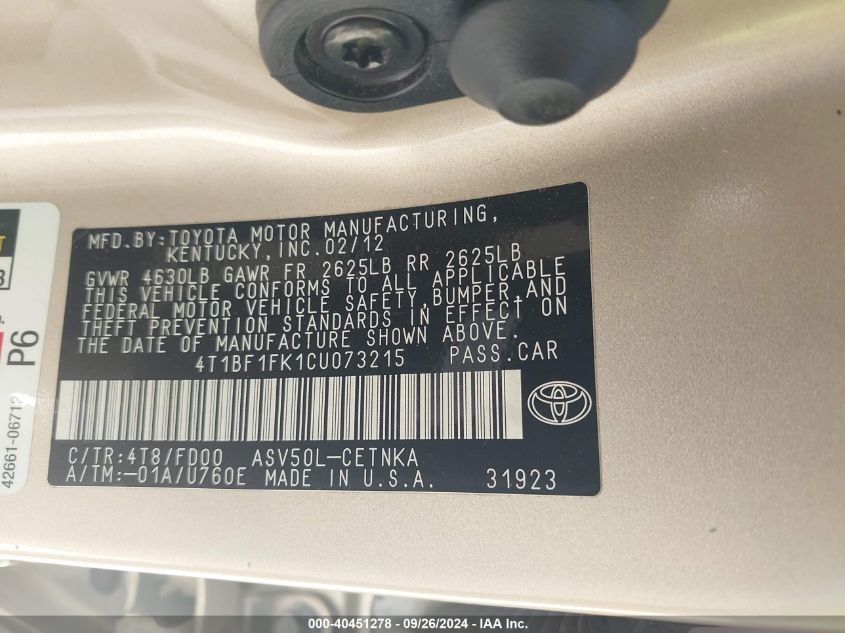 MFD. BY: TOYOTA MOTOR MANUFACTURING,
KENTUCKY, INC. 02/12
GVWR 4630LB GAWR FR 2625LB RR 2625LB
THIS VEHICLE CONFORMS TO ALL APPLICABLE
FEDERAL MOTOR VEHICLE SAFETY, BUMPER, AND
THEFT PREVENTION STANDARDS IN EFFECT ON
THE DATE OF MANUFACTURE SHOWN ABOVE.
4T1BF1FK1CU073215 PASS. CAR
C/TR: 4T8/FD00 ASV50L-CETNKA
A/TM: -01A/U760E MADE IN U.S.A. 31923
P6
42661-06712
000-40451278 - 09/26/2024 - IAA Inc.